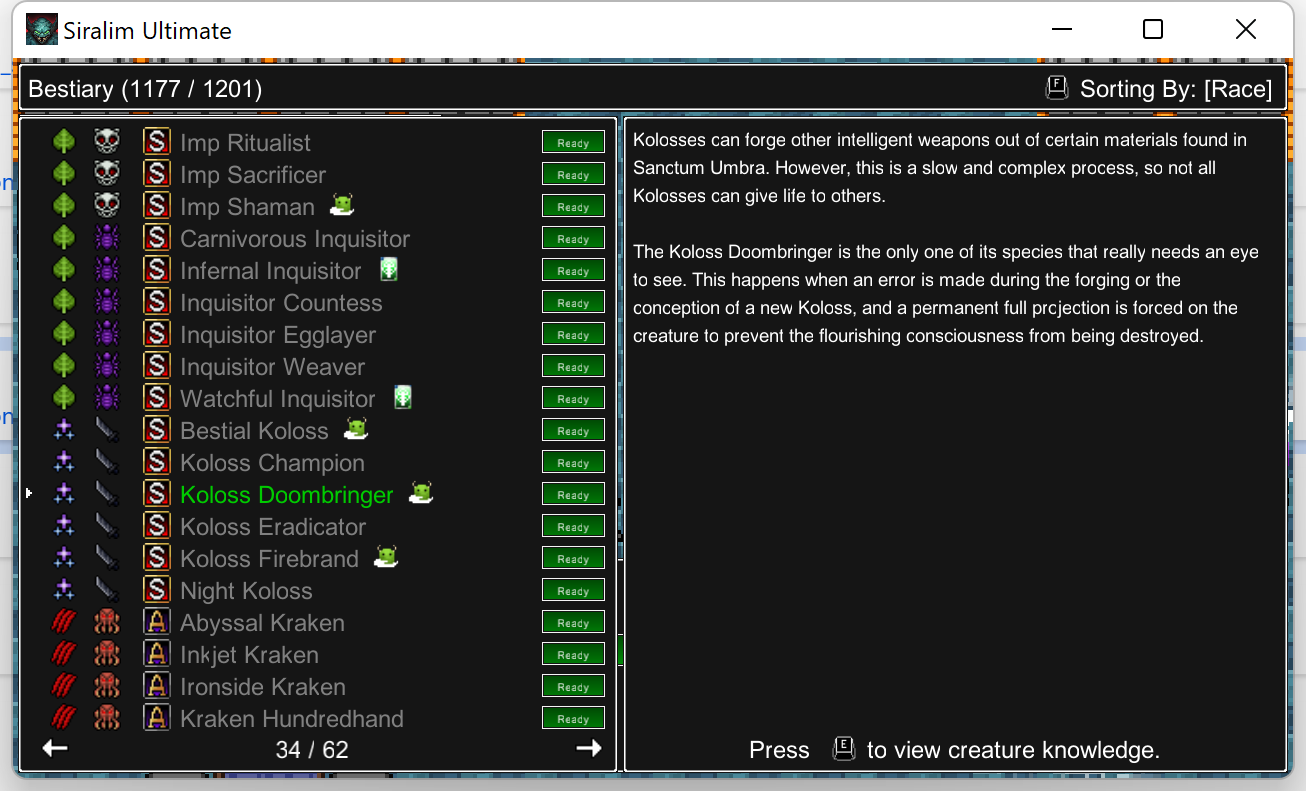 Siralim Ultimate
Bestiary (1177 / 1201)
F Sorting By: [Race]
S Imp Ritualist Ready
S Imp Sacrificer Ready
S Imp Shaman Ready
S Carnivorous Inquisitor Ready
S Infernal Inquisitor Ready
S Inquisitor Countess Ready
S Inquisitor Egglayer Ready
S Inquisitor Weaver Ready
S Watchful Inquisitor Ready
S Bestial Koloss Ready
S Koloss Champion Ready
S Koloss Doombringer Ready
S Koloss Eradicator Ready
S Koloss Firebrand Ready
S Night Koloss Ready
A Abyssal Kraken Ready
A Inkjet Kraken Ready
A Ironside Kraken Ready
A Kraken Hundredhand Ready
34 / 62
Kolosses can forge other intelligent weapons out of certain materials found in
Sanctum Umbra. However, this is a slow and complex process, so not all
Kolosses can give life to others.
The Koloss Doombringer is the only one of its species that really needs an eye
to see. This happens when an error is made during the forging or the
conception of a new Koloss, and a permanent full projection is forced on the
creature to prevent the flourishing consciousness from being destroyed.
Press E to view creature knowledge.